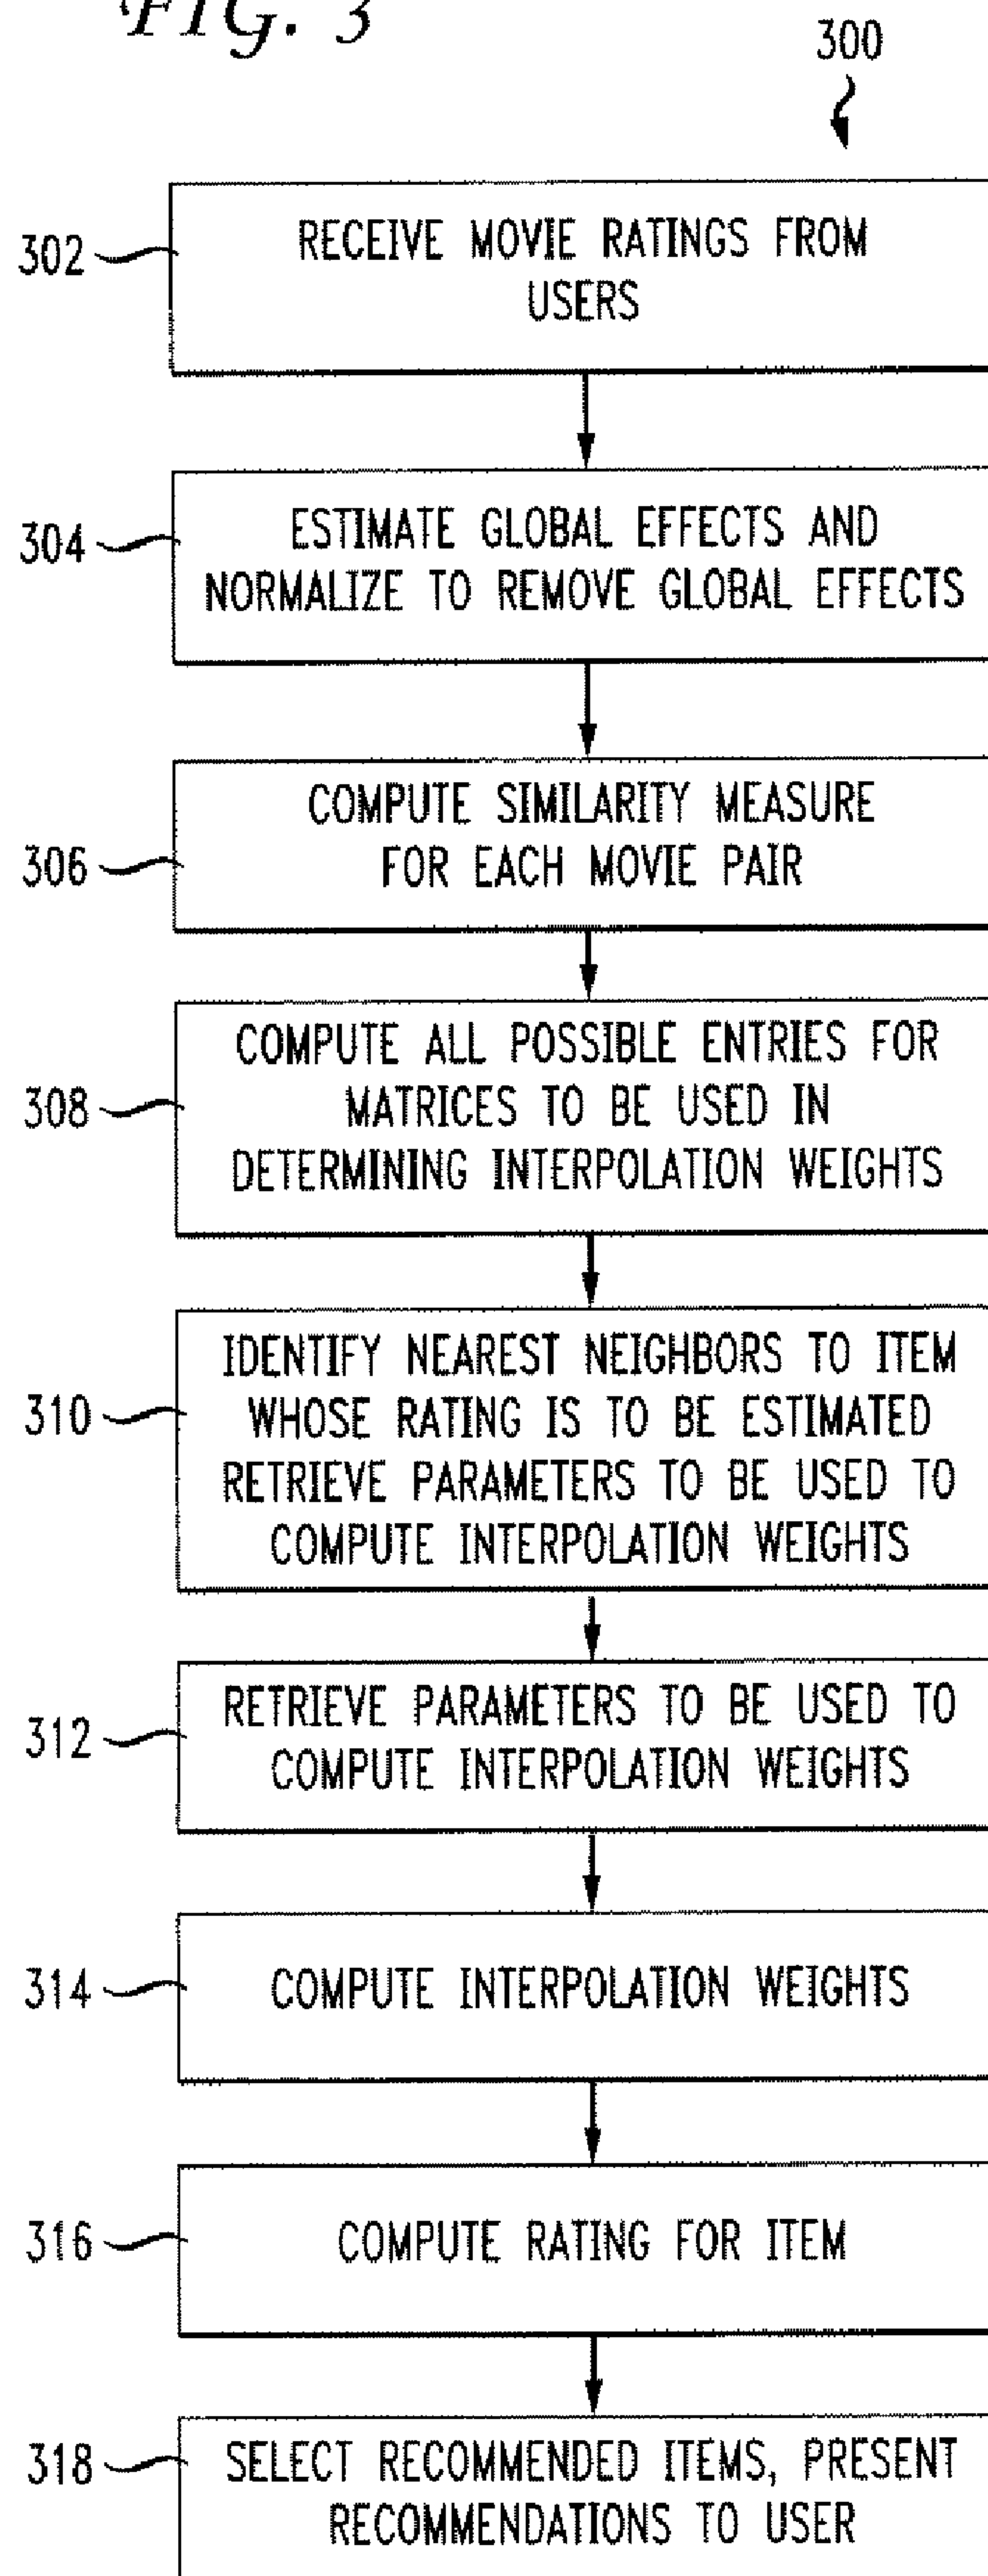 FIG. 3
300
302
RECEIVE MOVIE RATINGS FROM
USERS
304
ESTIMATE GLOBAL EFFECTS AND
NORMALIZE TO REMOVE GLOBAL EFFECTS
306
COMPUTE SIMILARITY MEASURE
FOR EACH MOVIE PAIR
308
COMPUTE ALL POSSIBLE ENTRIES FOR
MATRICES TO BE USED IN
DETERMINING INTERPOLATION WEIGHTS
310
IDENTIFY NEAREST NEIGHBORS TO ITEM
WHOSE RATING IS TO BE ESTIMATED
RETRIEVE PARAMETERS TO BE USED TO
COMPUTE INTERPOLATION WEIGHTS
312
RETRIEVE PARAMETERS TO BE USED TO
COMPUTE INTERPOLATION WEIGHTS
314
COMPUTE INTERPOLATION WEIGHTS
316
COMPUTE RATING FOR ITEM
318
SELECT RECOMMENDED ITEMS, PRESENT
RECOMMENDATIONS TO USER